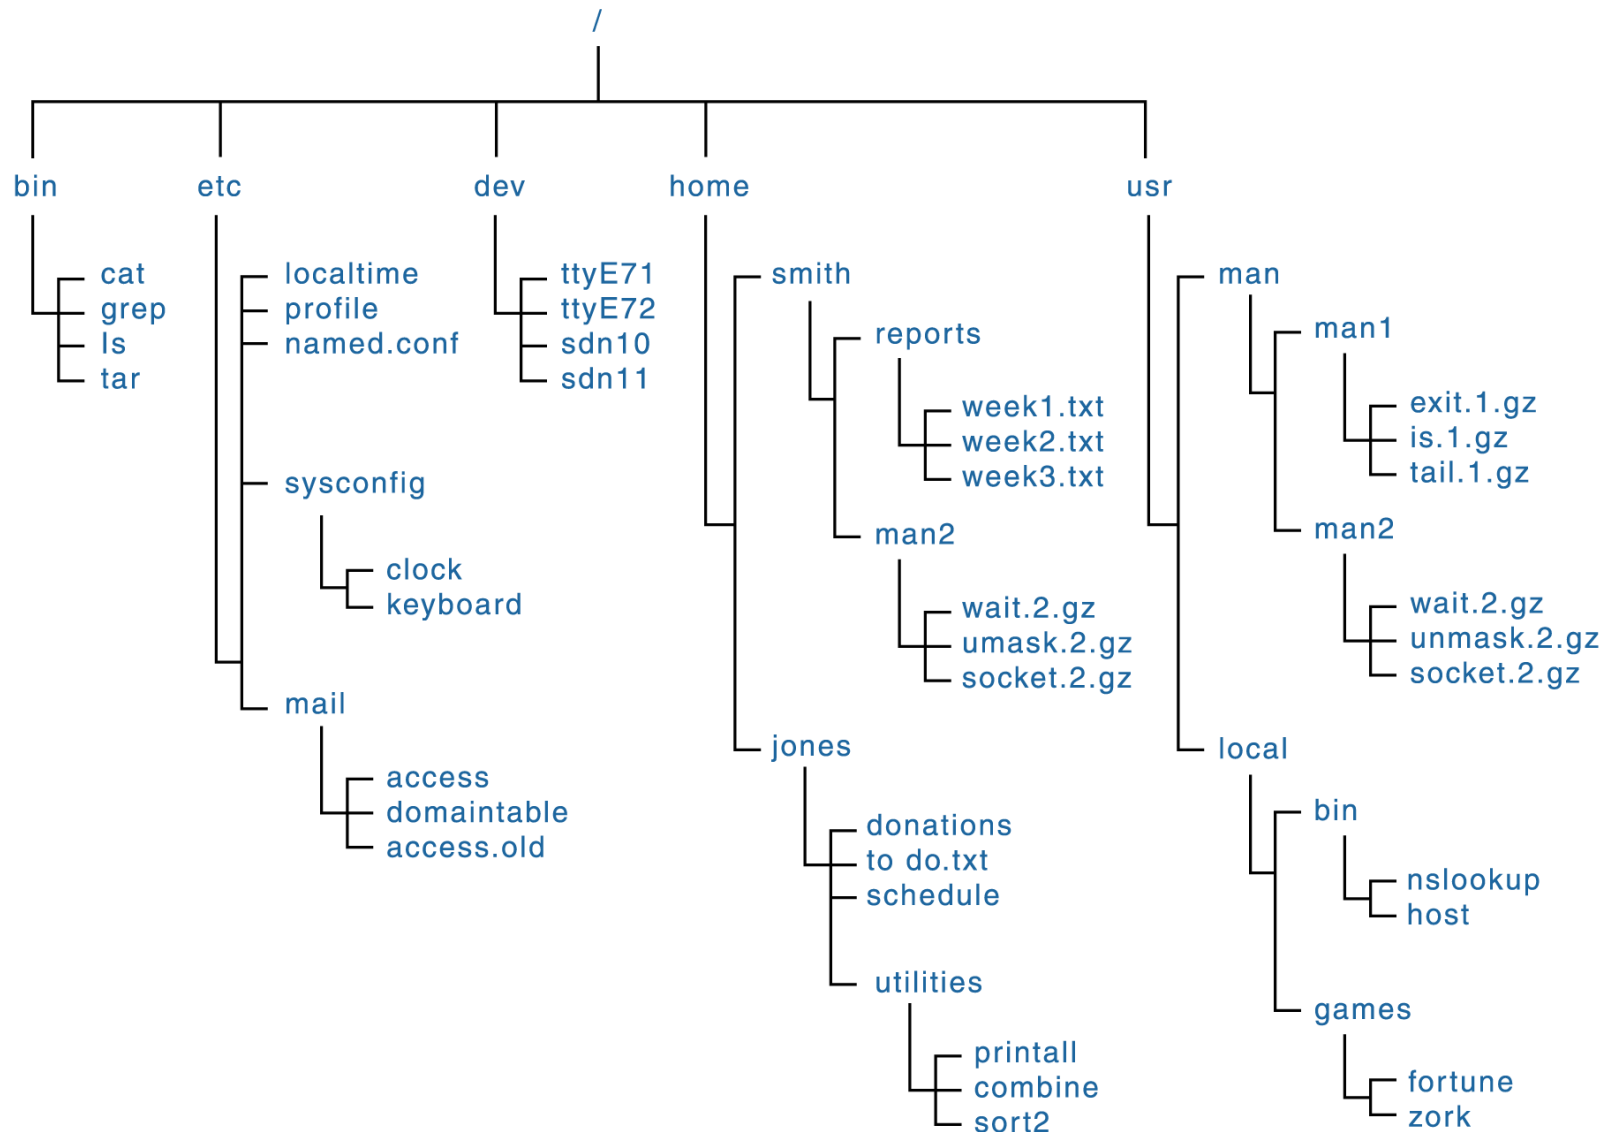 /
bin
etc
dev
home
usr
cat
grep
ls
tar
localtime
profile
named.conf
sysconfig
clock
keyboard
mail
access
domaintable
access.old
ttyE71
ttyE72
sdn10
sdn11
smith
reports
week1.txt
week2.txt
week3.txt
man2
wait.2.gz
umask.2.gz
socket.2.gz
jones
donations
to do.txt
schedule
utilities
printall
combine
sort2
man
man1
exit.1.gz
is.1.gz
tail.1.gz
man2
wait.2.gz
unmask.2.gz
socket.2.gz
local
bin
nslookup
host
games
fortune
zork